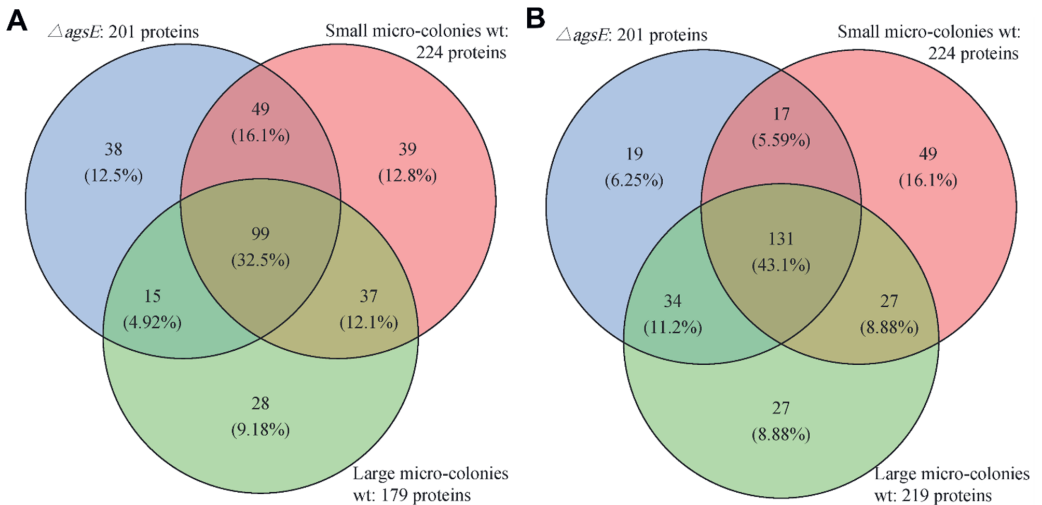 A
△agsE: 201 proteins
Small micro-colonies wt:
224 proteins
38
(12.5%)
49
(16.1%)
39
(12.8%)
99
(32.5%)
15
(4.92%)
37
(12.1%)
28
(9.18%)
Large micro-colonies
wt: 179 proteins
B
△agsE: 201 proteins
Small micro-colonies wt:
224 proteins
19
(6.25%)
17
(5.59%)
49
(16.1%)
131
(43.1%)
34
(11.2%)
27
(8.88%)
27
(8.88%)
Large micro-colonies
wt: 219 proteins